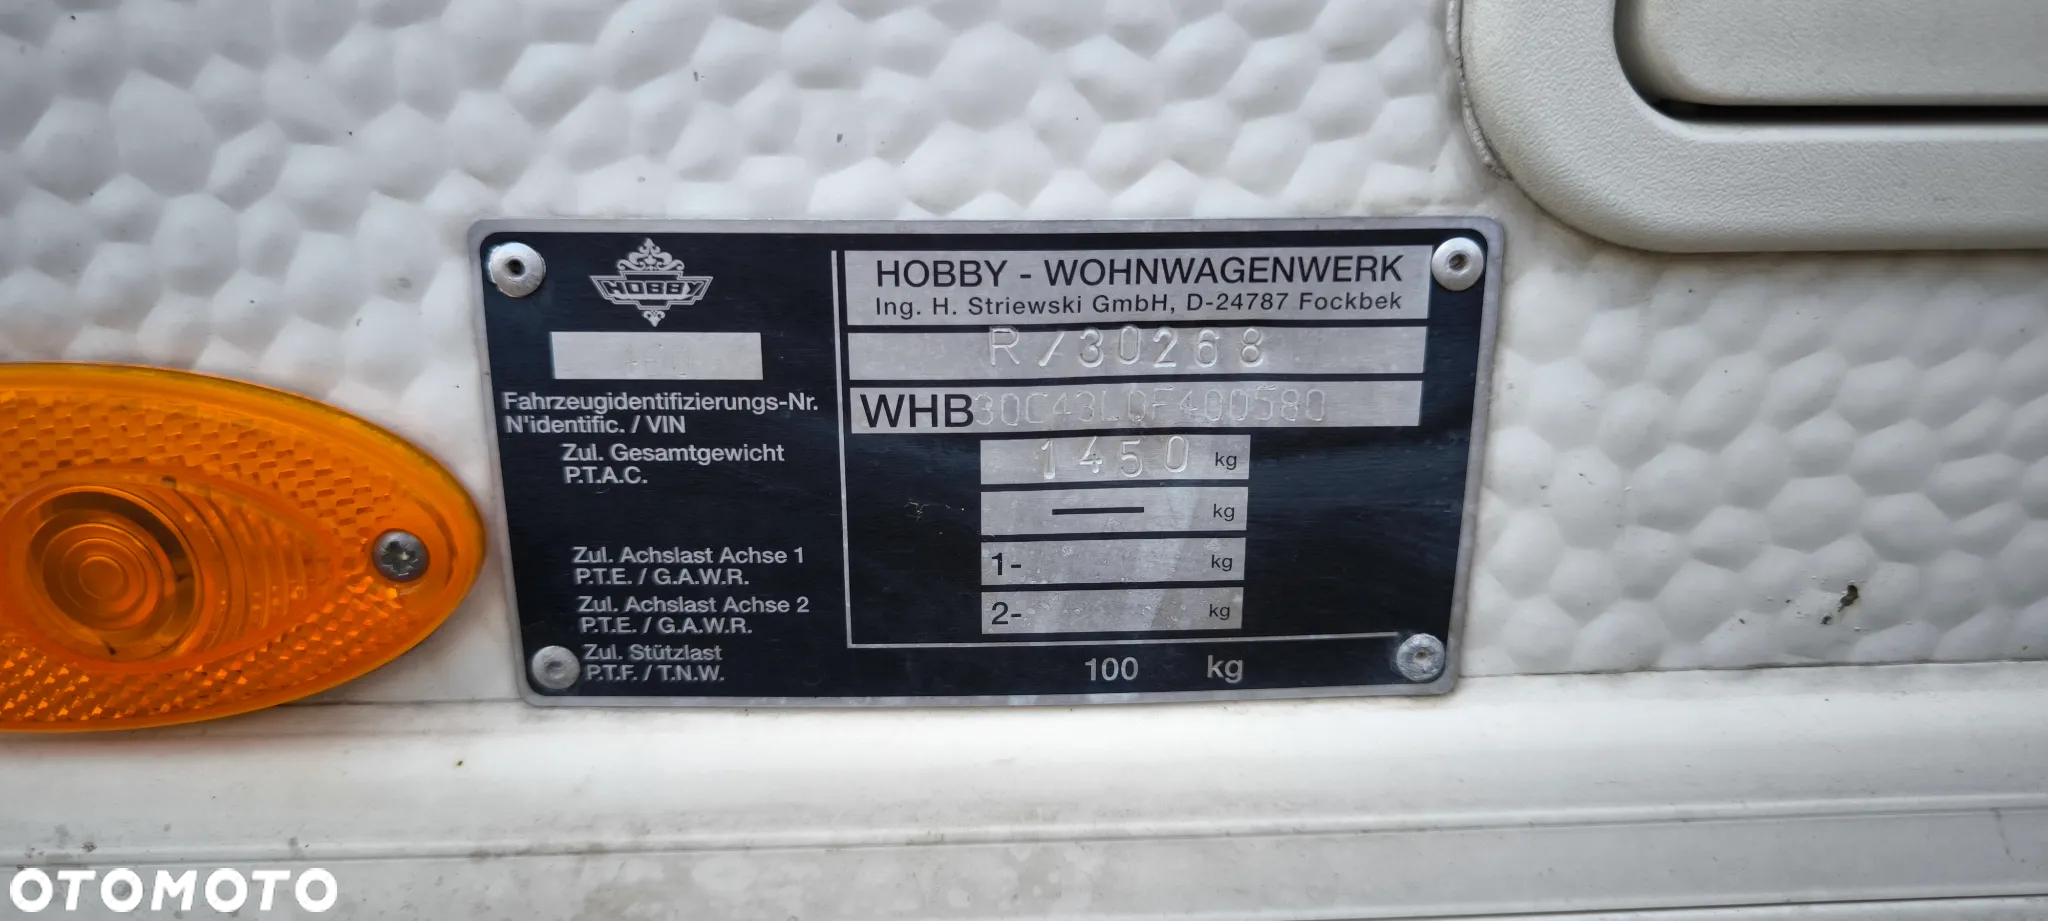 HOBBY
HOBBY - WOHNWAGENWERK
Ing. H. Striewski GmbH, D-24787 Fockbek
R/30268
Fahrzeugidentifizierungs-Nr.
N'identific. / VIN
WHB30C43LOF400580
Zul. Gesamtgewicht
P.T.A.C.
1450 kg
kg
Zul. Achslast Achse 1
P.T.E. / G.A.W.R.
1- kg
Zul. Achslast Achse 2
P.T.E. / G.A.W.R.
2- kg
Zul. Stützlast
P.T.F. / T.N.W.
100 kg
OTOMOTO